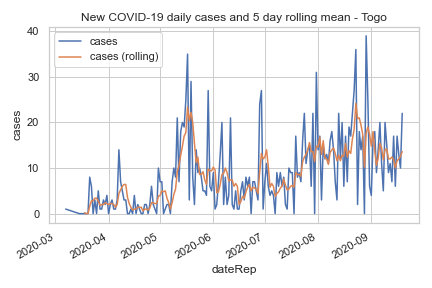 New COVID-19 daily cases and 5 day rolling mean - Togo
cases
cases (rolling)
40
30
20
10
0
cases
2020-03
2020-04
2020-05
2020-06
2020-07
2020-08
2020-09
dateRep